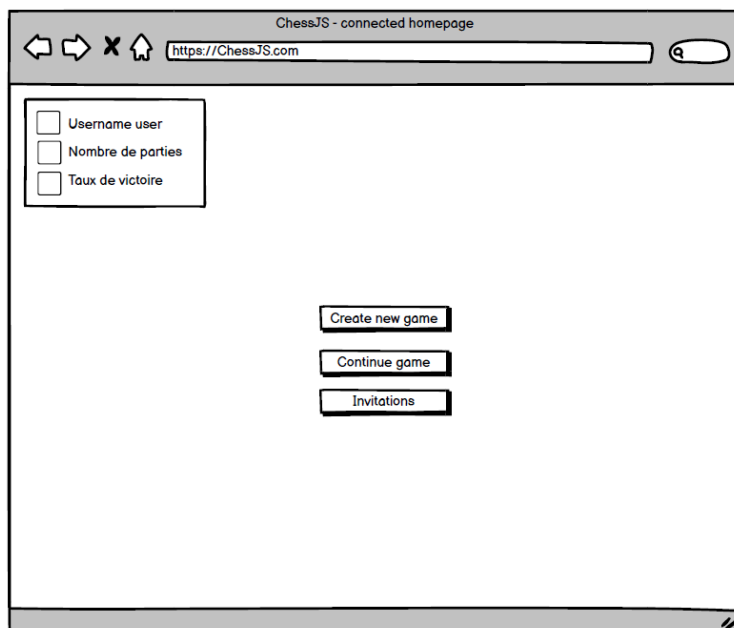 ChessJS - connected homepage
https://ChessJS.com
Username user
Nombre de parties
Taux de victoire
Create new game
Continue game
Invitations